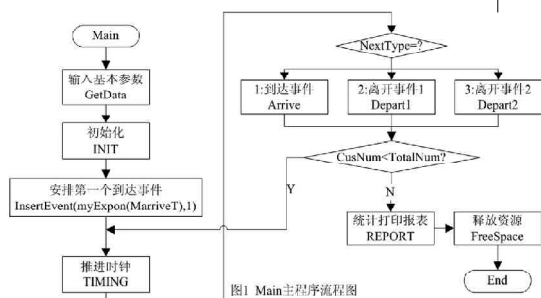 Main
输入基本参数
GetData
初始化
INIT
安排第一个到达事件
InsertEvent(myExpon(MarriveT),1)
推进时钟
TIMING
NextType=?
1:到达事件
Arrive
2:离开事件1
Depart1
3:离开事件2
Depart2
CusNum<TotalNum?
Y
N
统计打印报表
REPORT
释放资源
FreeSpace
End
图1 Main主程序流程图